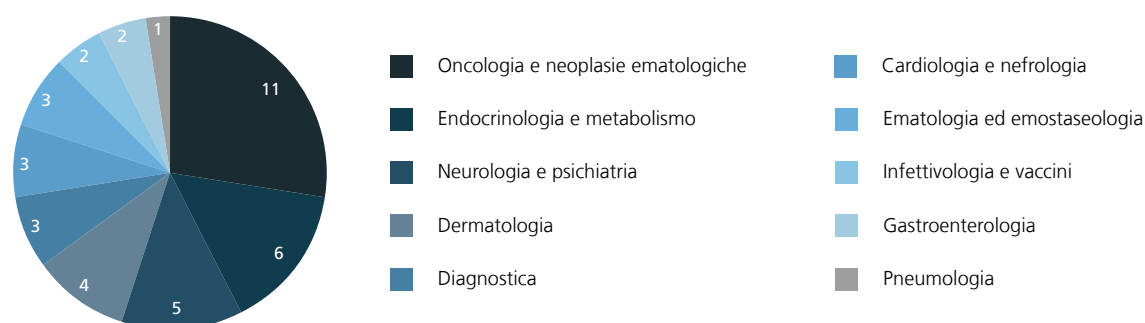 11
6
5
4
3
3
3
2
2
1
Oncologia e neoplasie ematologiche
Endocrinologia e metabolismo
Neurologia e psichiatria
Dermatologia
Diagnostica
Cardiologia e nefrologia
Ematologia ed emostaseologia
Infettivologia e vaccini
Gastroenterologia
Pneumologia